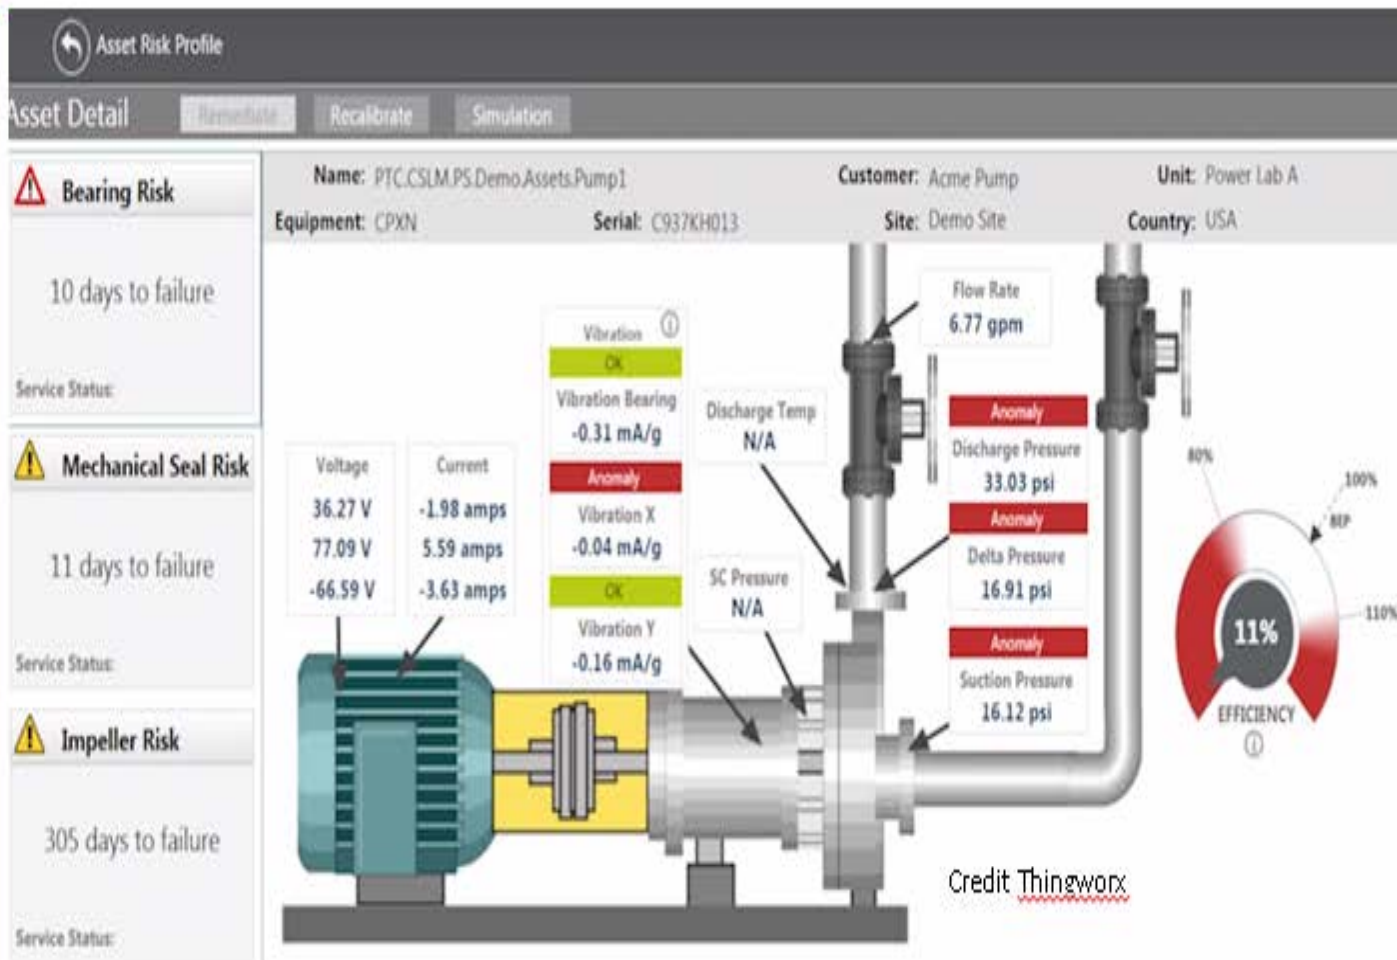 Asset Risk Profile
Asset Detail
Remediate
Recalibrate
Simulation
Bearing Risk
10 days to failure
Service Status:
Mechanical Seal Risk
11 days to failure
Service Status:
Impeller Risk
305 days to failure
Service Status:
Name: PTC.CSLM.PS.Demo.Assets.Pump1
Customer: Acme Pump
Unit: Power Lab A
Equipment: CPXN
Serial: C937KH013
Site: Demo Site
Country: USA
Voltage
36.27 V
77.09 V
-66.59 V
Current
-1.98 amps
5.59 amps
-3.63 amps
Vibration
OK
Vibration Bearing
-0.31 mA/g
Anomaly
Vibration X
-0.04 mA/g
OK
Vibration Y
-0.16 mA/g
Discharge Temp
N/A
SC Pressure
N/A
Flow Rate
6.77 gpm
Anomaly
Discharge Pressure
33.03 psi
Anomaly
Delta Pressure
16.91 psi
Anomaly
Suction Pressure
16.12 psi
80%
100%
BEP
110%
11%
EFFICIENCY
Credit Thingworx